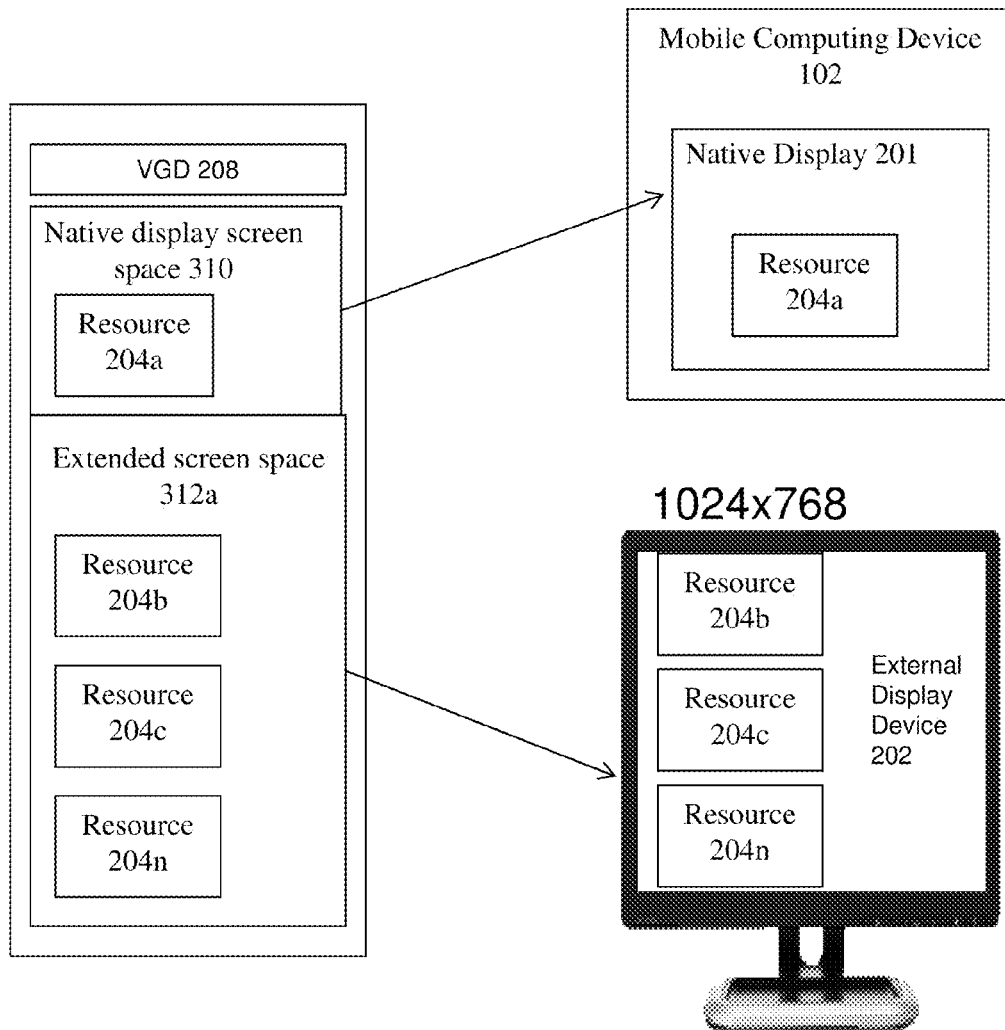 VGD 208
Native display screen
space 310
Resource
204a
Extended screen space
312a
Resource
204b
Resource
204c
Resource
204n
Mobile Computing Device
102
Native Display 201
Resource
204a
1024x768
Resource
204b
Resource
204c
Resource
204n
External
Display
Device
202